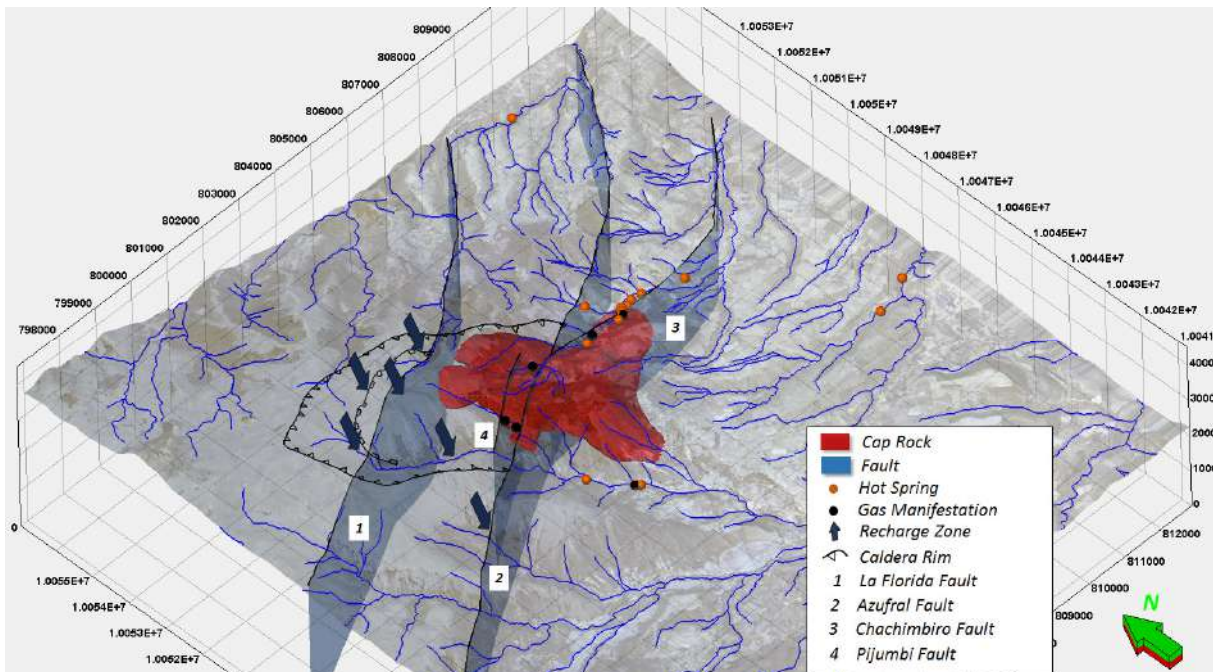 809000
808000
807000
806000
805000
804000
803000
802000
801000
800000
799000
798000
1.0053E+7
1.0052E+7
1.0051E+7
1.005E+7
1.0049E+7
1.0048E+7
1.0047E+7
1.0046E+7
1.0045E+7
1.0044E+7
1.0043E+7
1.0042E+7
1.0041
4000
3000
2000
1000
0
812000
811000
810000
809000
0
1.0055E+7
1.0054E+7
1.0053E+7
1.0052E+7
3
4
1
2
Cap Rock
Fault
Hot Spring
Gas Manifestation
Recharge Zone
Caldera Rim
1 La Florida Fault
2 Azufral Fault
3 Chachimbiro Fault
4 Pijumbi Fault
N